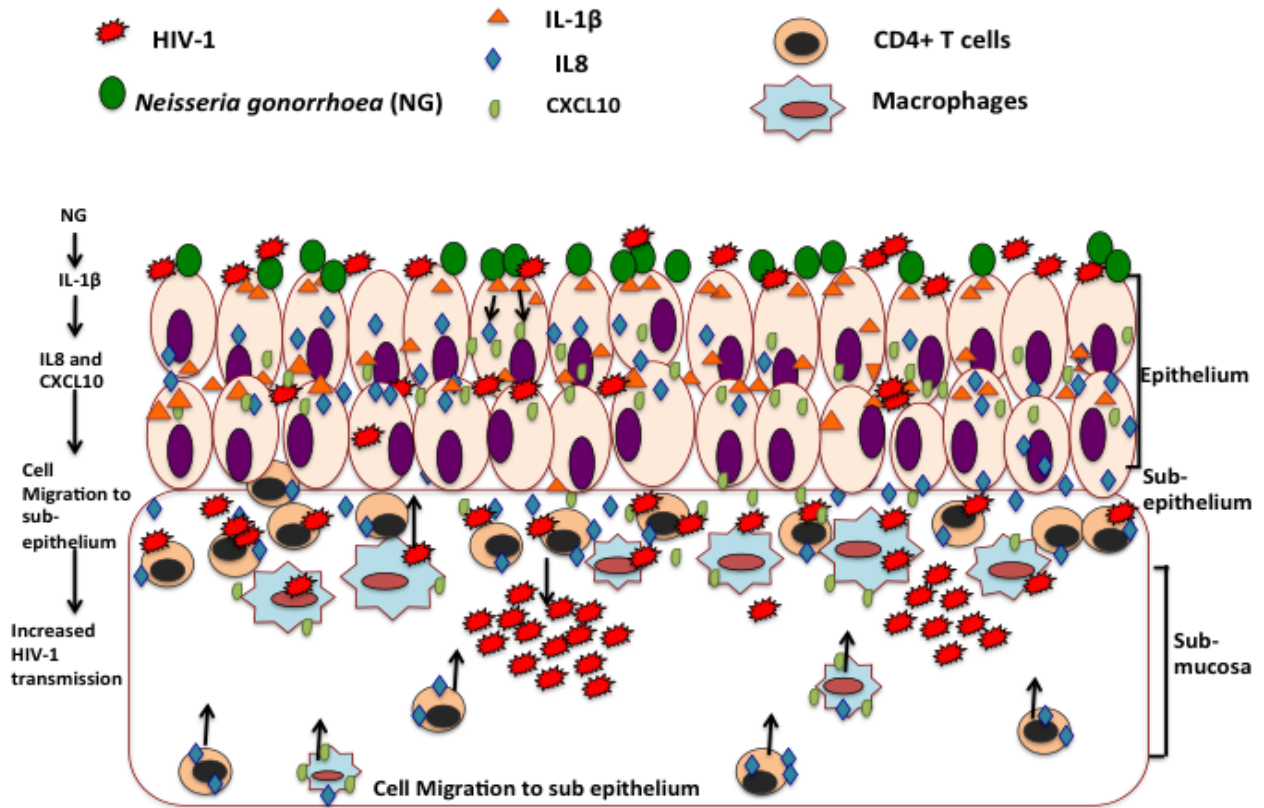 HIV-1
Neisseria gonorrhoea (NG)
IL-1β
IL8
CXCL10
CD4+ T cells
Macrophages
NG
IL-1β
IL8 and
CXCL10
Cell
Migration to
sub-
epithelium
Increased
HIV-1
transmission
Epithelium
Sub-
epithelium
Sub-
mucosa
Cell Migration to sub epithelium